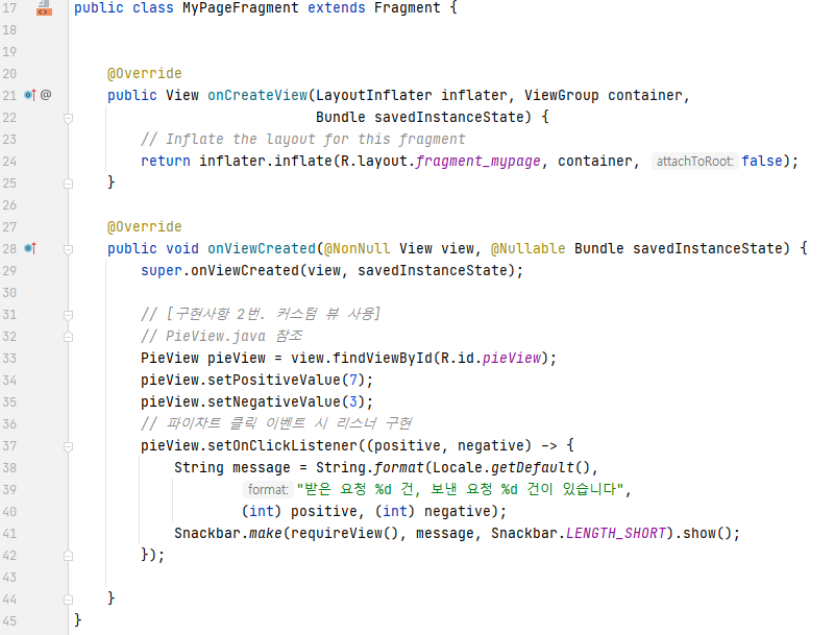 17 public class MyPageFragment extends Fragment {
18
19
20 @Override
21 @ public View onCreateView(LayoutInflater inflater, ViewGroup container,
22 Bundle savedInstanceState) {
23 // Inflate the layout for this fragment
24 return inflater.inflate(R.layout.fragment_mypage, container, attachToRoot: false);
25 }
26
27 @Override
28 public void onViewCreated(@NonNull View view, @Nullable Bundle savedInstanceState) {
29 super.onViewCreated(view, savedInstanceState);
30
31 // [구현사항 2번. 커스텀 뷰 사용]
32 // PieView.java 참조
33 PieView pieView = view.findViewById(R.id.pieView);
34 pieView.setPositiveValue(7);
35 pieView.setNegativeValue(3);
36 // 파이차트 클릭 이벤트 시 리스너 구현
37 pieView.setOnClickListener((positive, negative) -> {
38 String message = String.format(Locale.getDefault(),
39 format: "받은 요청 %d 건, 보낸 요청 %d 건이 있습니다",
40 (int) positive, (int) negative);
41 Snackbar.make(requireView(), message, Snackbar.LENGTH_SHORT).show();
42 });
43
44 }
45 }